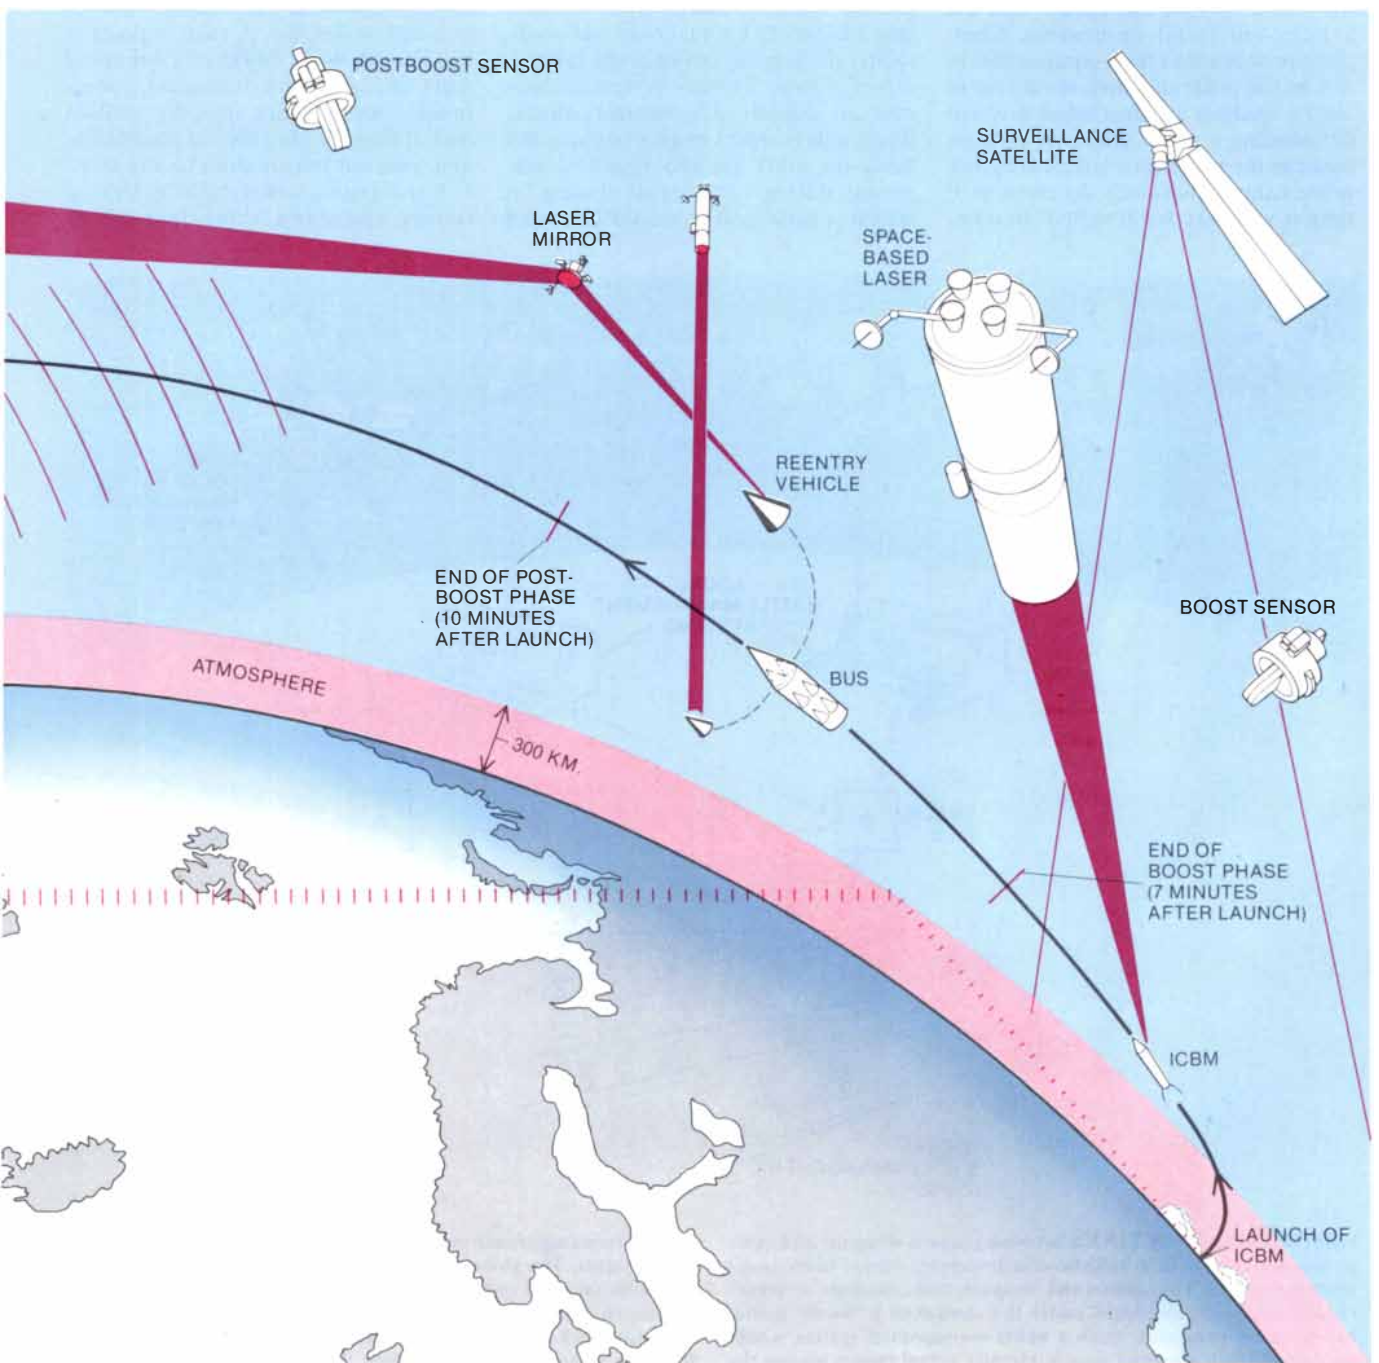 POSTBOOST SENSOR
SURVEILLANCE
SATELLITE
LASER
MIRROR
SPACE-
BASED
LASER
REENTRY
VEHICLE
END OF POST-
BOOST PHASE
(10 MINUTES
AFTER LAUNCH)
BOOST SENSOR
ATMOSPHERE
BUS
300 KM.
END OF
BOOST PHASE
(7 MINUTES
AFTER LAUNCH)
ICBM
LAUNCH OF
ICBM